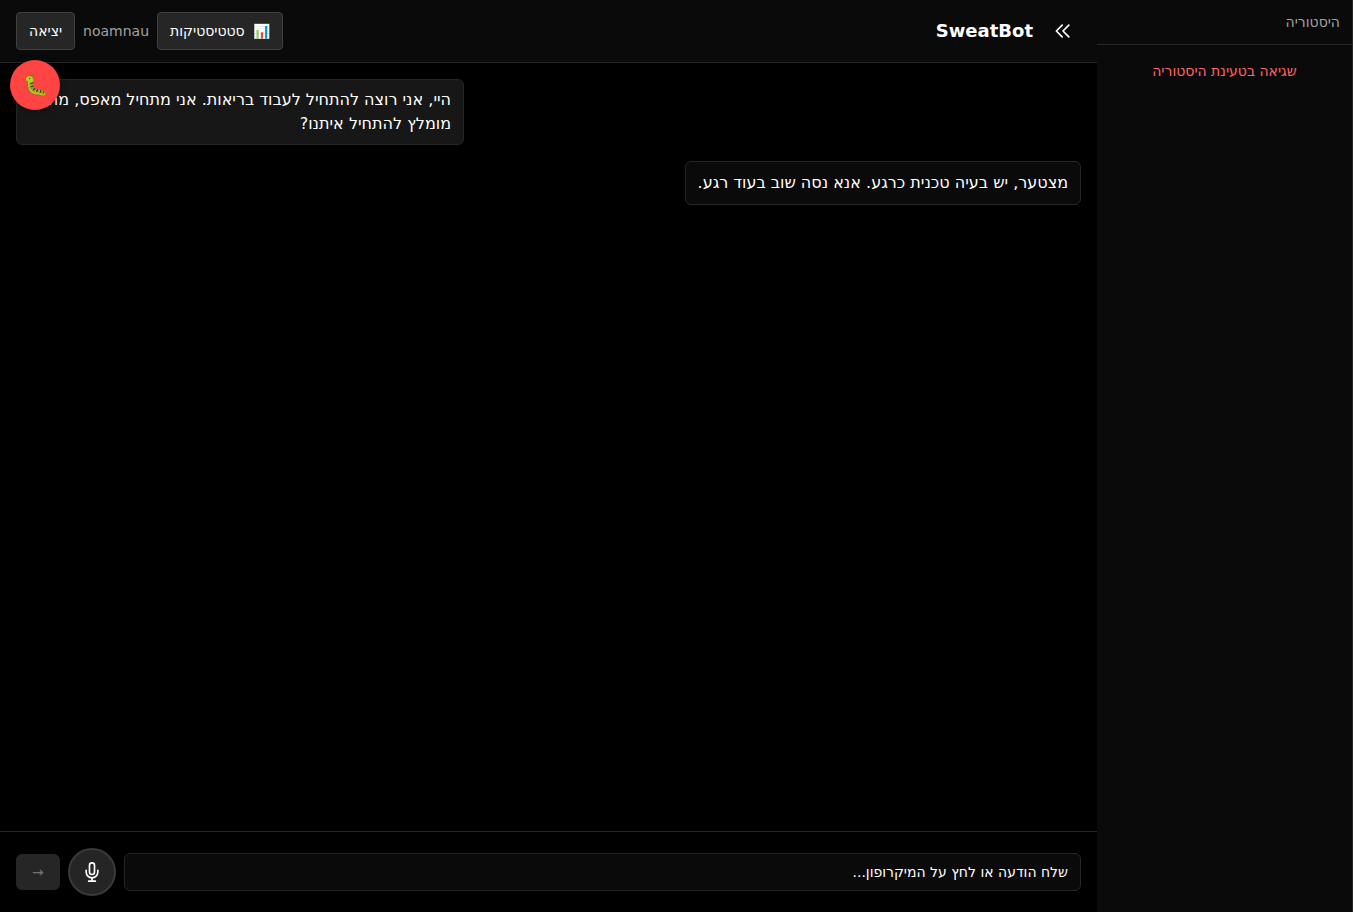 היסטוריה
שגיאה בטעינת היסטוריה
SweatBot
סטטיסטיקות
noamnau
יציאה
היי, אני רוצה להתחיל לעבוד בריאות. אני מתחיל מאפס,
מומלץ להתחיל איתנו?
מצטער, יש בעיה טכנית כרגע. אנא נסה שוב בעוד רגע.
שלח הודעה או לחץ על המיקרופון...
→